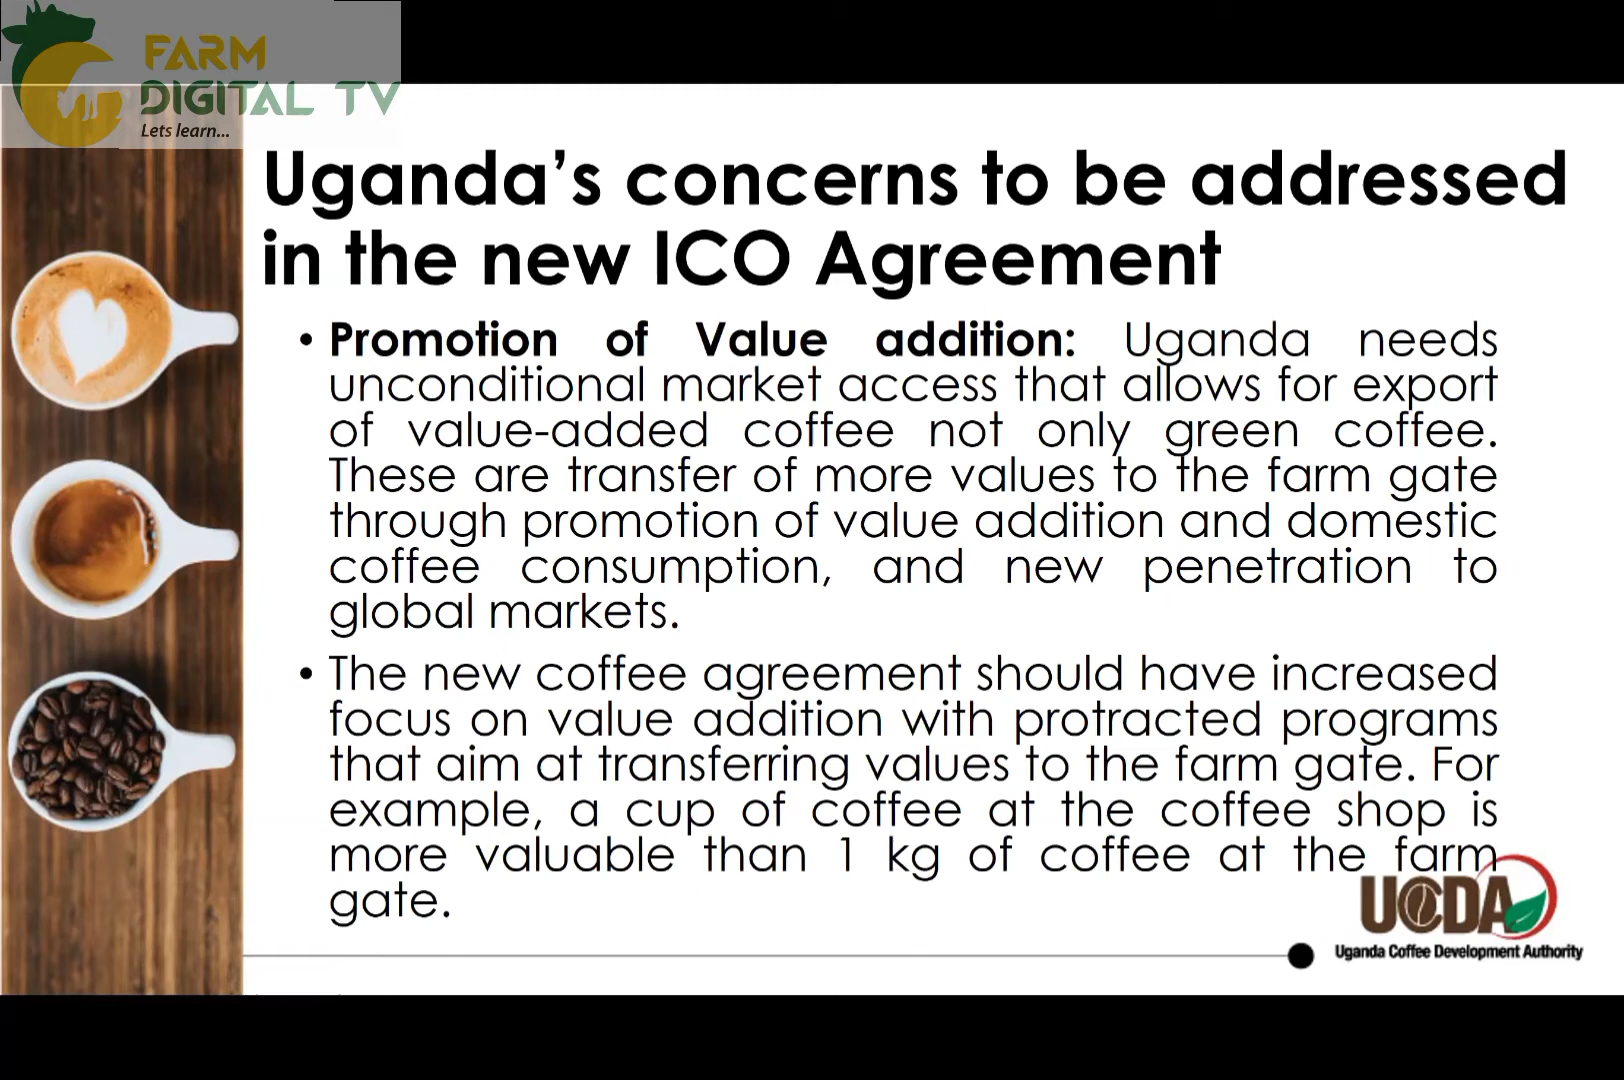 FARM
DIGITAL TV
Lets learn...
Uganda’s concerns to be addressed
in the new ICO Agreement
• Promotion of Value addition: Uganda needs
unconditional market access that allows for export
of value-added coffee not only green coffee.
These are transfer of more values to the farm gate
through promotion of value addition and domestic
coffee consumption, and new penetration to
global markets.
• The new coffee agreement should have increased
focus on value addition with protracted programs
that aim at transferring values to the farm gate. For
example, a cup of coffee at the coffee shop is
more valuable than 1 kg of coffee at the farm
gate.
UCDA
Uganda Coffee Development Authority